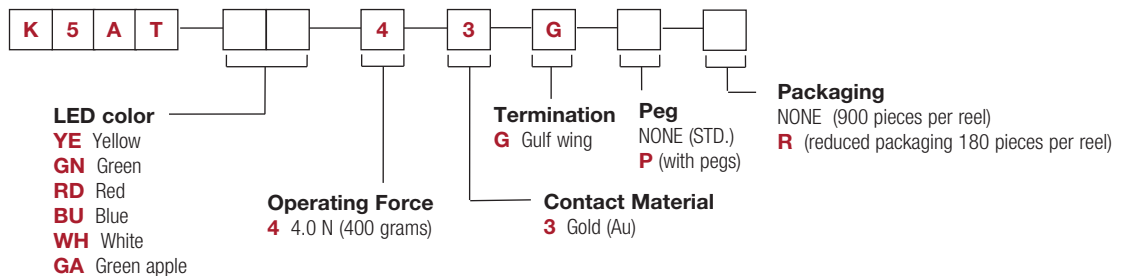 K 5 A T 4 3 G
LED color
YE Yellow
GN Green
RD Red
BU Blue
WH White
GA Green apple
Operating Force
4 4.0 N (400 grams)
Termination
G Gulf wing
Contact Material
3 Gold (Au)
Peg
NONE (STD.)
P (with pegs)
Packaging
NONE (900 pieces per reel)
R (reduced packaging 180 pieces per reel)